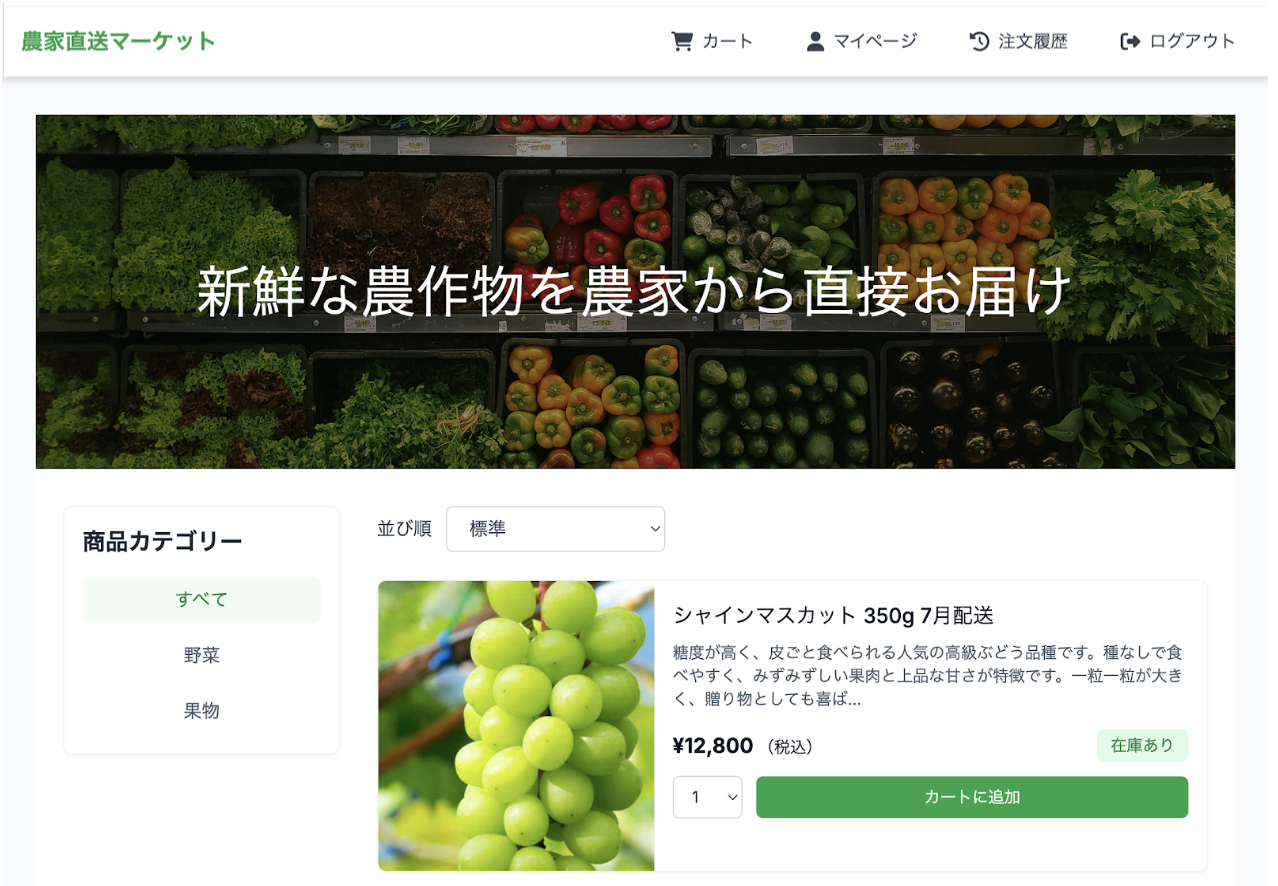 農家直送マーケット
カート
マイページ
注文履歴
ログアウト
新鮮な農作物を農家から直接お届け
商品カテゴリー
すべて
野菜
果物
並び順
標準
シャインマスカット 350g 7月配送
糖度が高く、皮ごと食べられる人気の高級ぶどう品種です。種なしで食
べやすく、みずみずしい果肉と上品な甘さが特徴です。一粒一粒が大き
く、贈り物としても喜ば...
¥12,800 （税込）
在庫あり
1
カートに追加